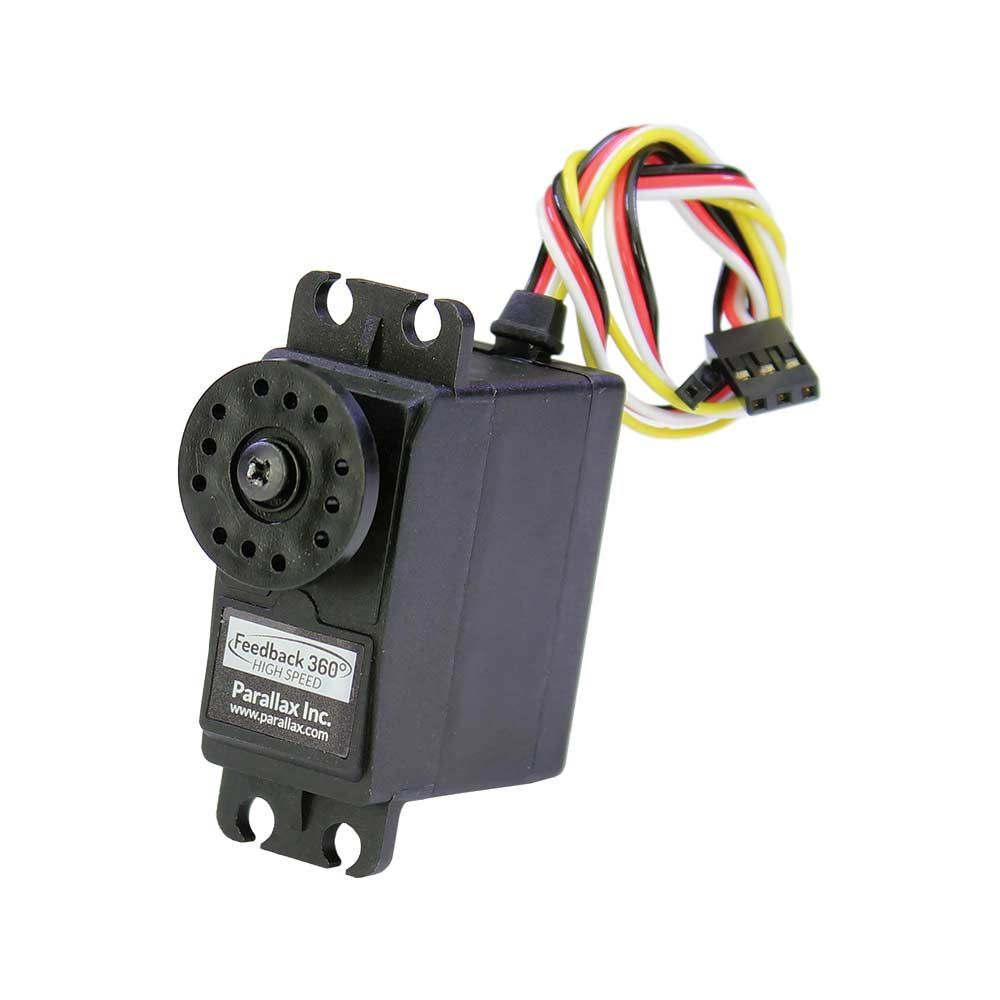 Feedback 360°
HIGH SPEED
Parallax Inc.
www.parallax.com